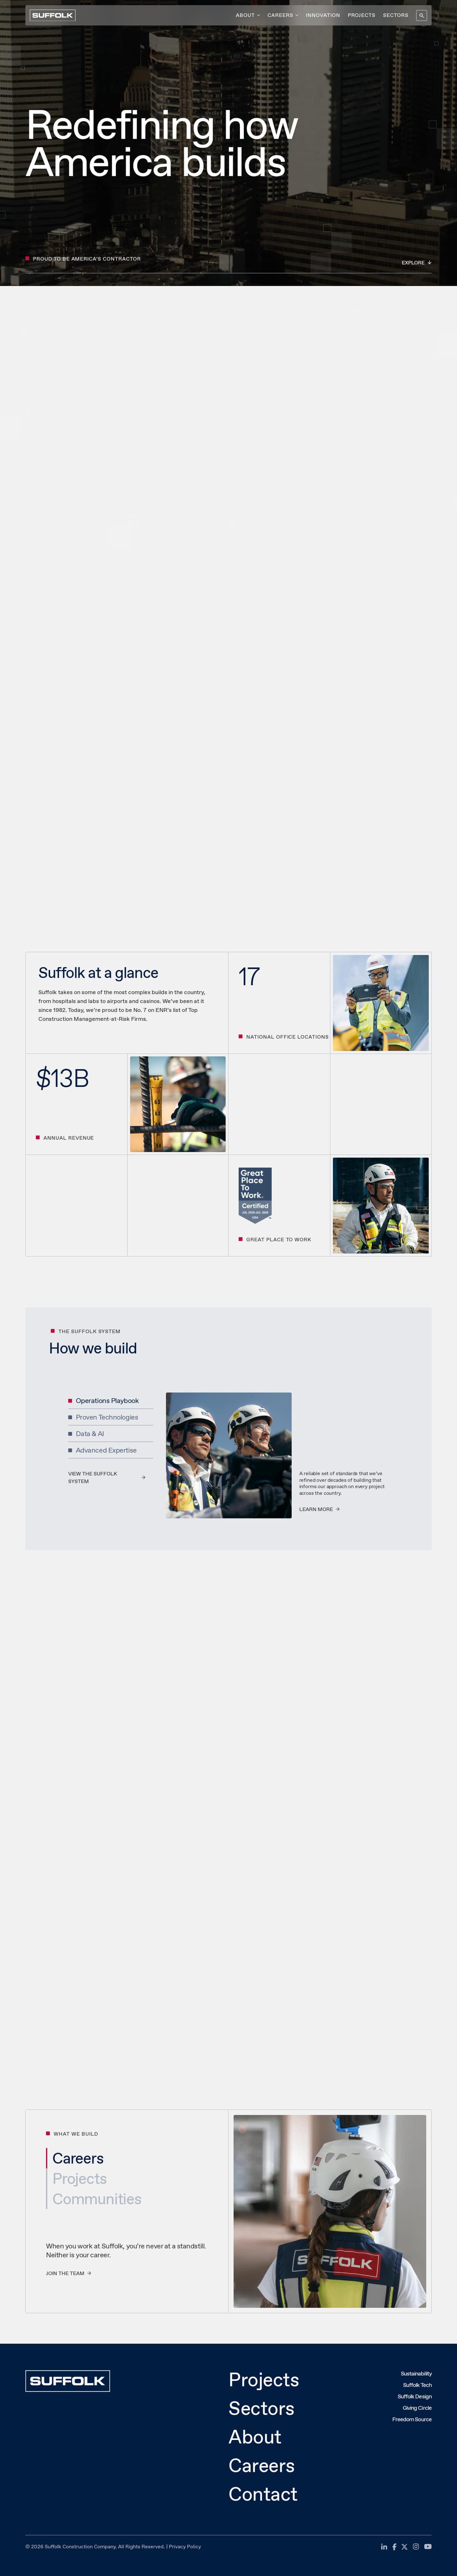 SUFFOLK
ABOUT
CAREERS
INNOVATION
PROJECTS
SECTORS
Redefining how
America builds
PROUD TO BE AMERICA'S CONTRACTOR
EXPLORE
Suffolk at a glance
Suffolk takes on some of the most complex builds in the country,
from hospitals and labs to airports and casinos. We've been at it
since 1982. Today, we're proud to be No. 7 on ENR's list of Top
Construction Management-at-Risk Firms.
17
NATIONAL OFFICE LOCATIONS
$13B
ANNUAL REVENUE
Great
Place
To
Work.
Certified
GREAT PLACE TO WORK
THE SUFFOLK SYSTEM
How we build
Operations Playbook
Proven Technologies
Data & AI
Advanced Expertise
VIEW THE SUFFOLK
SYSTEM
A reliable set of standards that we've
refined over decades of building that
informs our approach on every project
across the country.
LEARN MORE
WHAT WE BUILD
Careers
Projects
Communities
When you work at Suffolk, you're never at a standstill.
Neither is your career.
JOIN THE TEAM
SUFFOLK
SUFFOLK
Projects
Sectors
About
Careers
Contact
Sustainability
Suffolk Tech
Suffolk Design
Giving Circle
Freedom Source
© 2026 Suffolk Construction Company. All Rights Reserved. | Privacy Policy